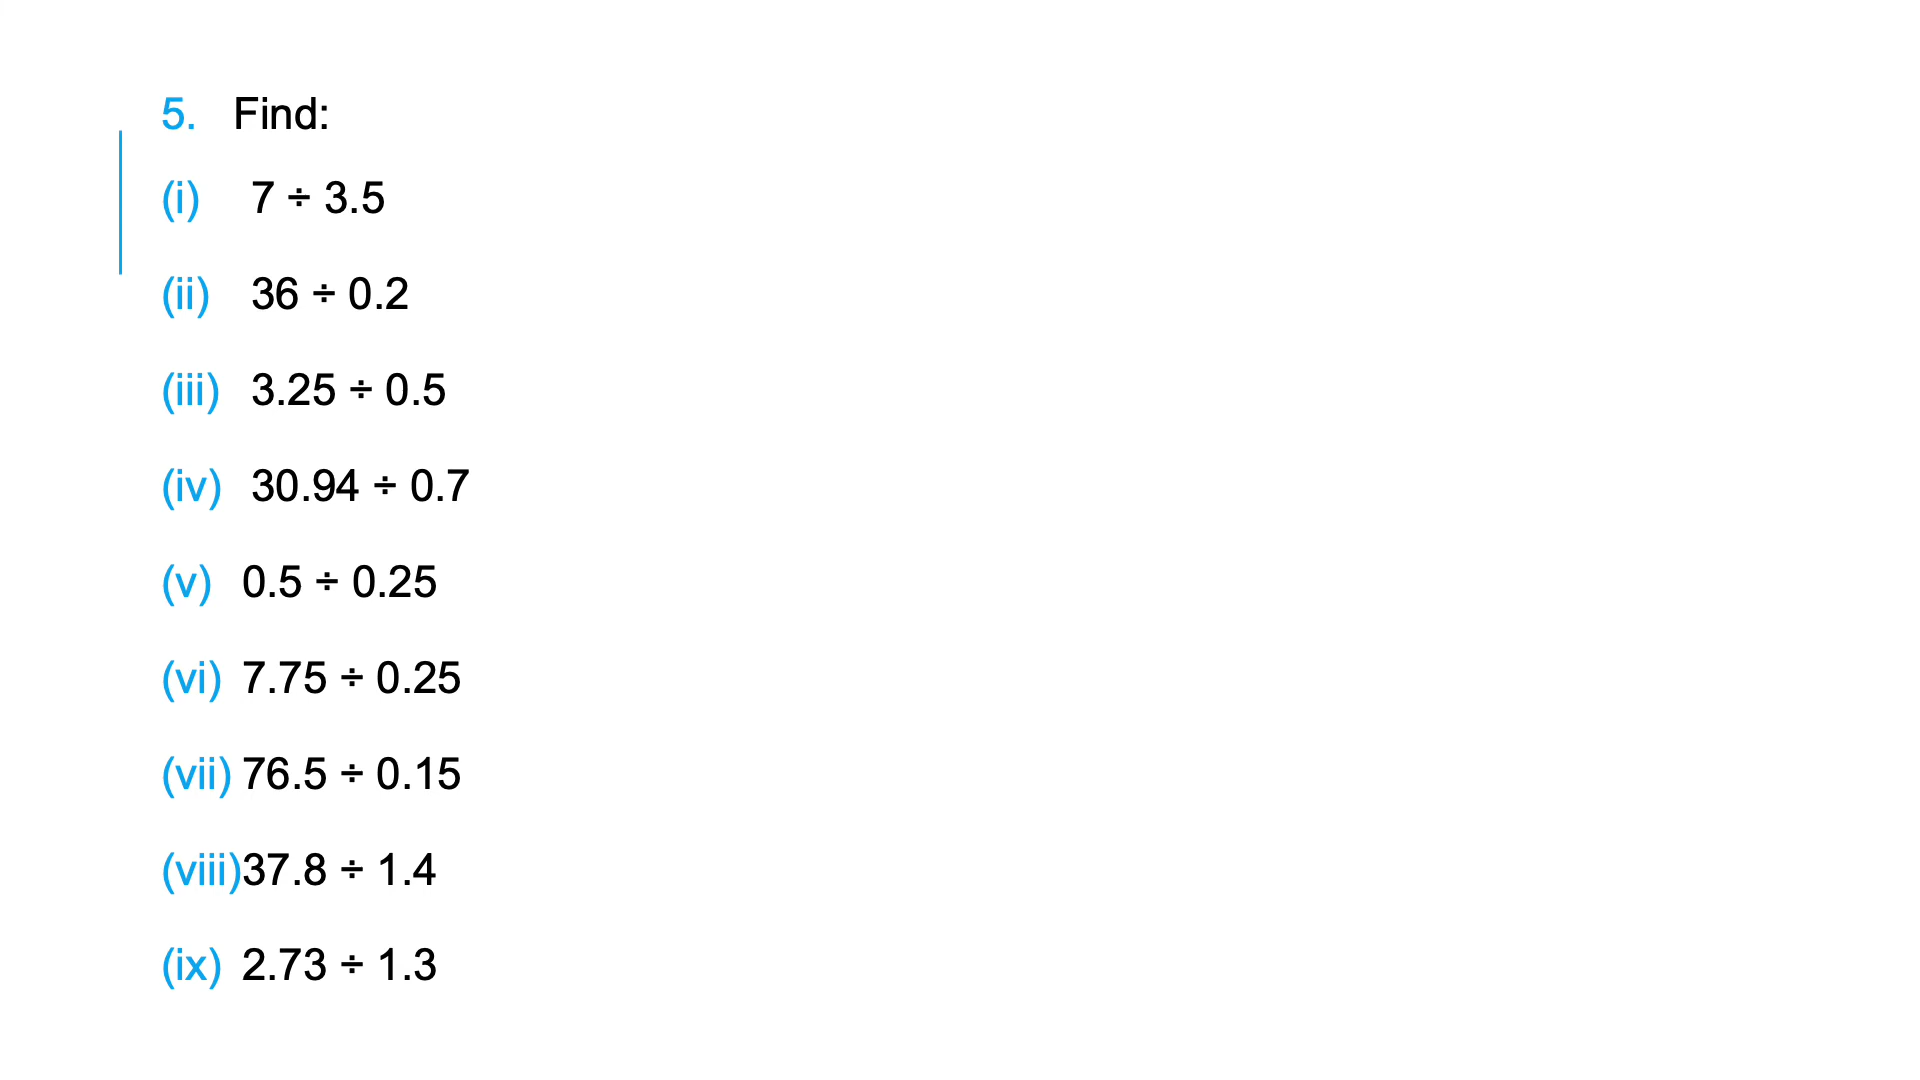 5. Find:
(i) 7 ÷ 3.5
(ii) 36 ÷ 0.2
(iii) 3.25 ÷ 0.5
(iv) 30.94 ÷ 0.7
(v) 0.5 ÷ 0.25
(vi) 7.75 ÷ 0.25
(vii) 76.5 ÷ 0.15
(viii)37.8 ÷ 1.4
(ix) 2.73 ÷ 1.3